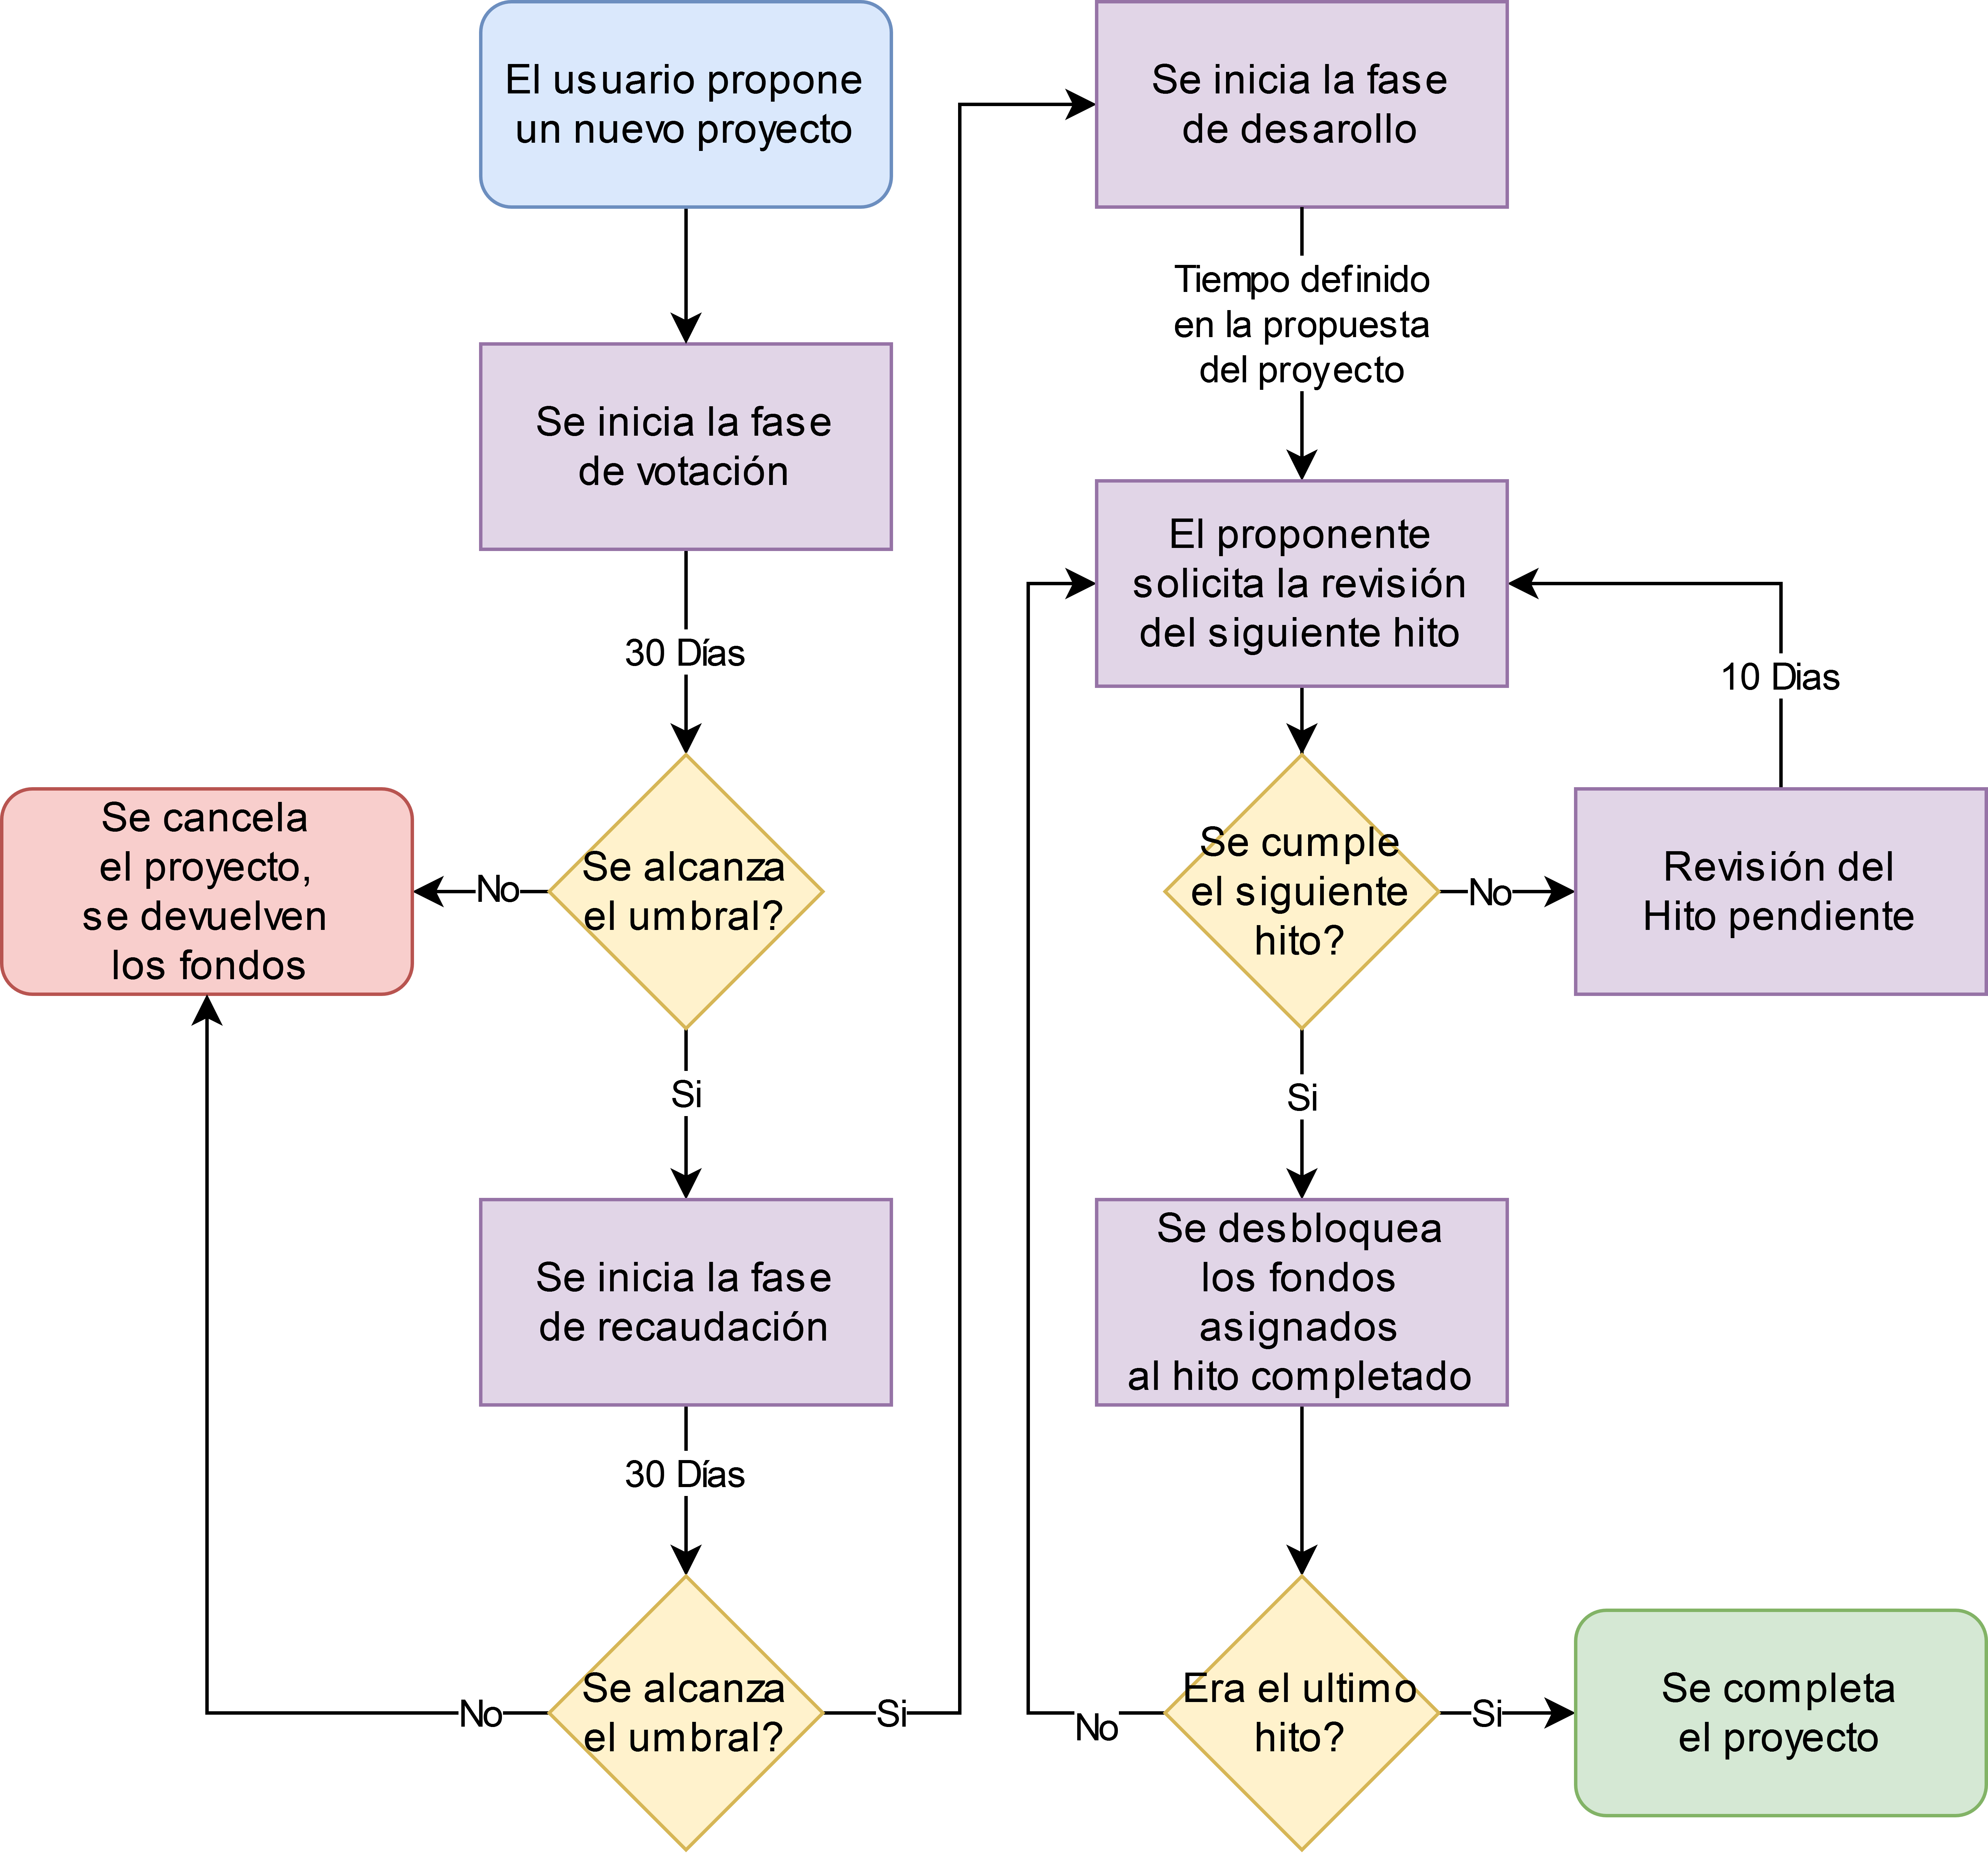 El usuario propone
un nuevo proyecto
Se inicia la fase
de votación
30 Días
Se alcanza
el umbral?
No
Se cancela
el proyecto,
se devuelven
los fondos
Si
Se inicia la fase
de recaudación
30 Días
Se alcanza
el umbral?
No
Si
Se inicia la fase
de desarollo
Tiempo definido
en la propuesta
del proyecto
El proponente
solicita la revisión
del siguiente hito
Se cumple
el siguiente
hito?
No
Revisión del
Hito pendiente
10 Dias
Si
Se desbloquea
los fondos
asignados
al hito completado
Era el ultimo
hito?
No
Si
Se completa
el proyecto